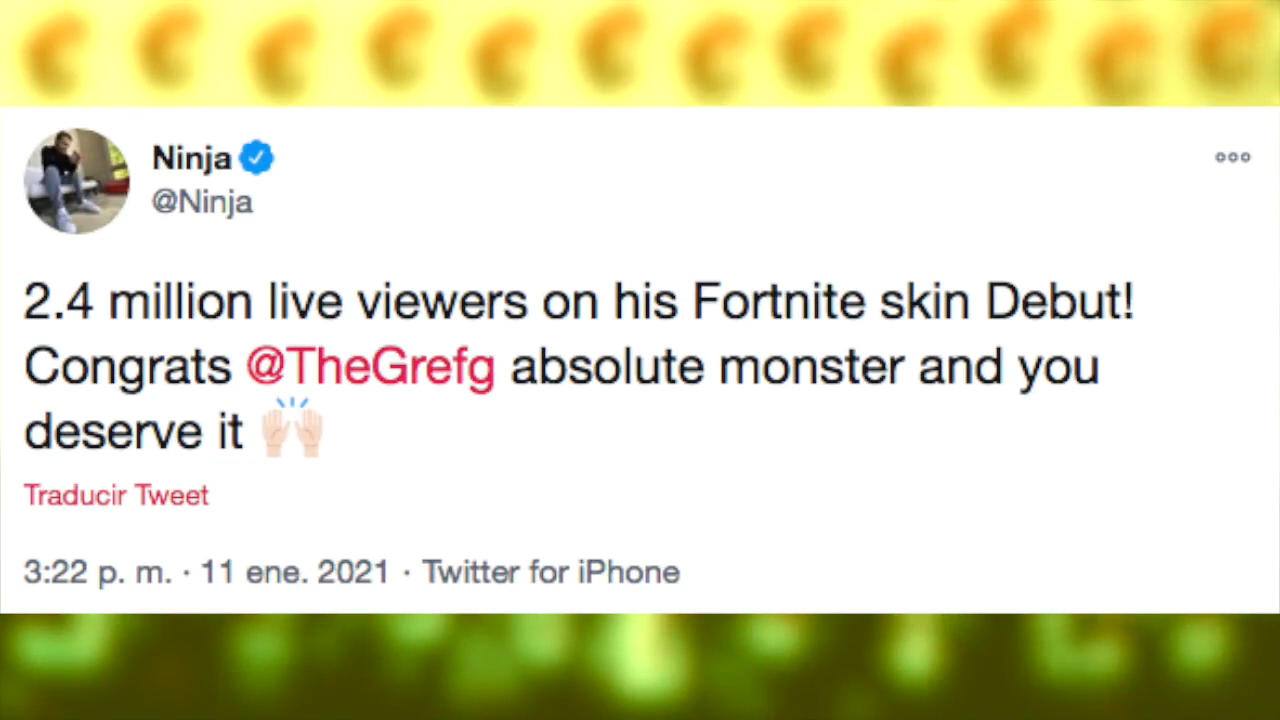 Ninja
@Ninja
2.4 million live viewers on his Fortnite skin Debut!
Congrats @TheGrefg absolute monster and you
deserve it 🙌🏻
Traducir Tweet
3:22 p. m. · 11 ene. 2021 · Twitter for iPhone